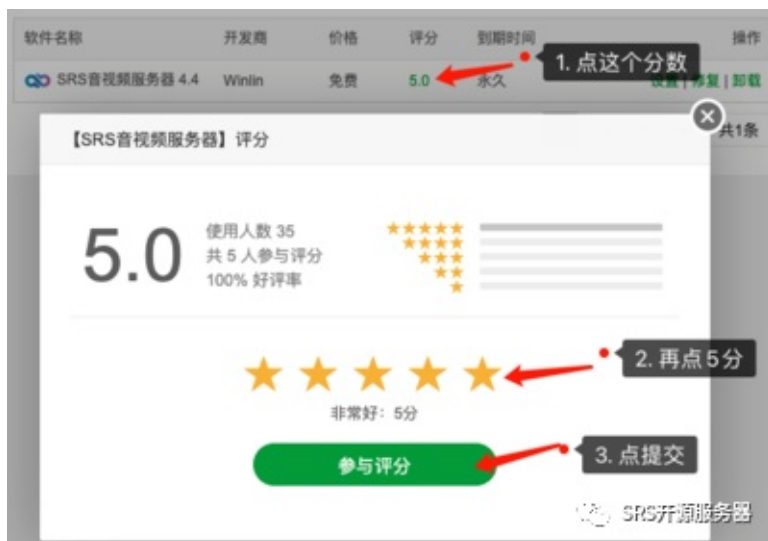 软件名称 开发商 价格 评分 到期时间 操作
1. 点这个分数
SRS音视频服务器 4.4 Winlin 免费 5.0 永久 设置 | 修复 | 卸载
共1条
【SRS音视频服务器】评分
5.0
使用人数 35
共 5 人参与评分
100% 好评率
2. 再点5分
非常好：5分
参与评分
3. 点提交
SRS开源服务器